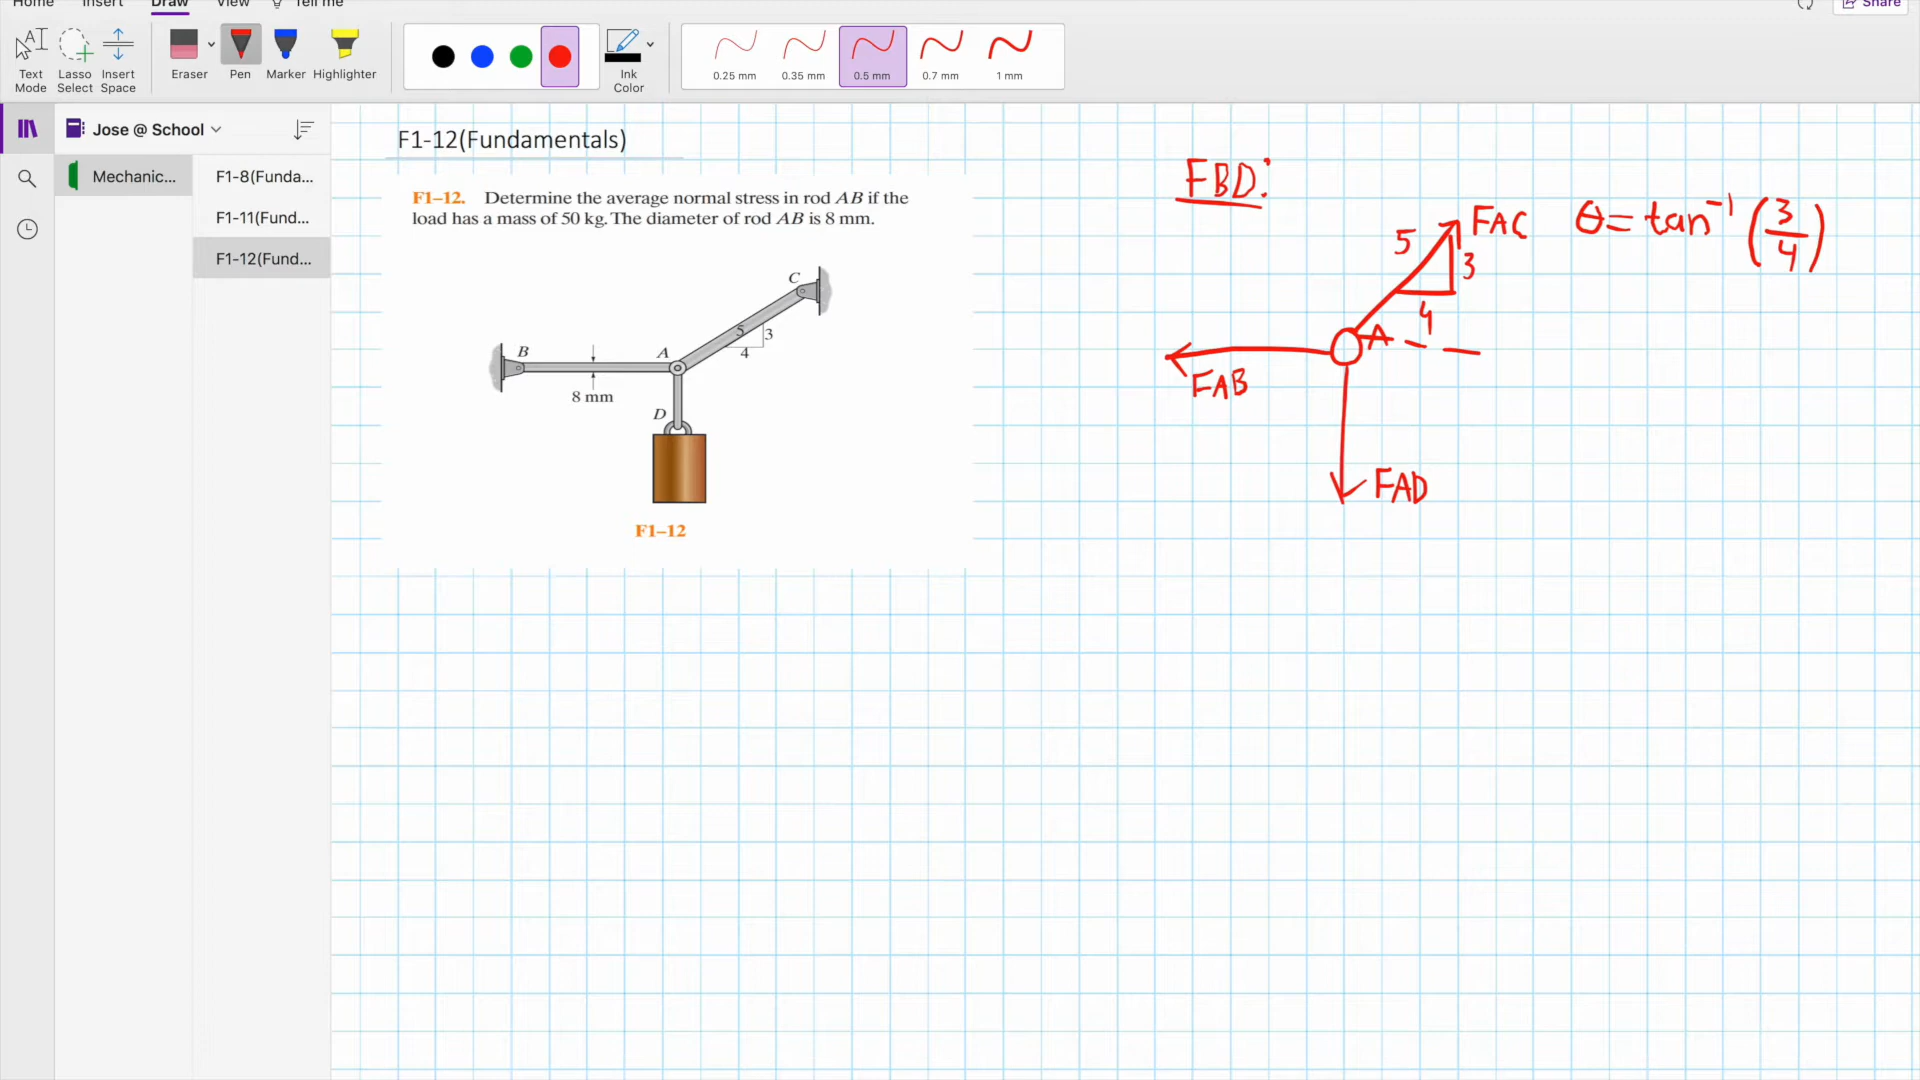 Home Insert Draw View Tell me Share
Text Mode
Lasso Select
Insert Space
Eraser
Pen
Marker
Highlighter
Ink Color
0.25 mm
0.35 mm
0.5 mm
0.7 mm
1 mm
Jose @ School
Mechanic...
F1-8(Funda...
F1-11(Fund...
F1-12(Fund...
F1-12(Fundamentals)
F1–12. Determine the average normal stress in rod AB if the
load has a mass of 50 kg. The diameter of rod AB is 8 mm.
C
B
A
5
3
4
8 mm
D
F1–12
FBD:
5
FAC
3
4
A
FAB
FAD
θ = tan⁻¹ (3/4)